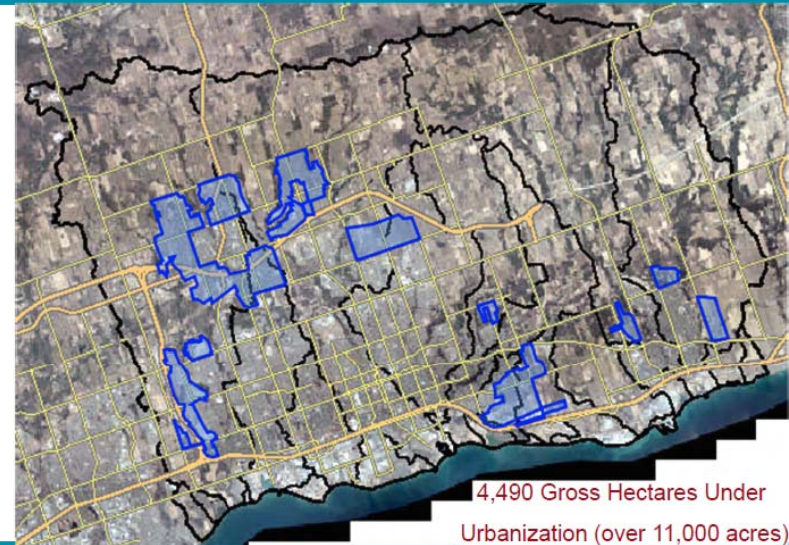 4,490 Gross Hectares Under
Urbanization (over 11,000 acres)